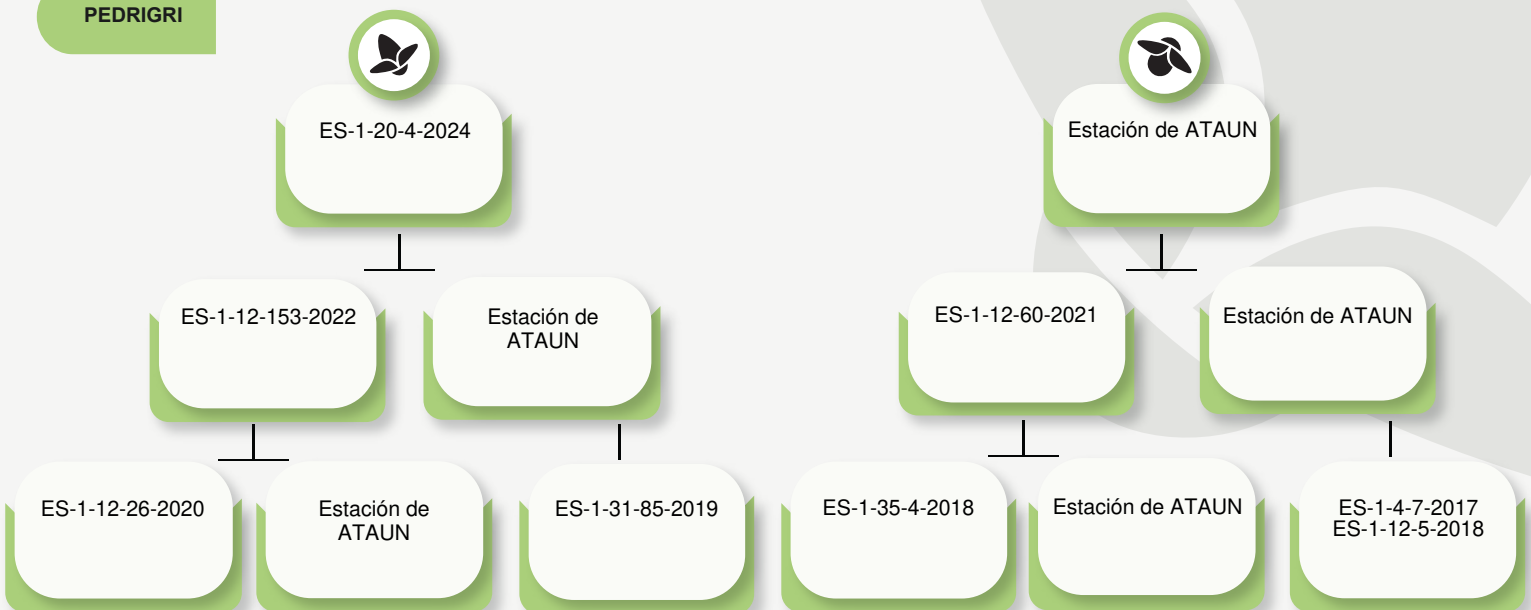 PEDRIGRI
ES-1-20-4-2024
Estación de ATAUN
ES-1-12-153-2022
Estación de
ATAUN
ES-1-12-60-2021
Estación de ATAUN
ES-1-12-26-2020
Estación de
ATAUN
ES-1-31-85-2019
ES-1-35-4-2018
Estación de ATAUN
ES-1-4-7-2017
ES-1-12-5-2018